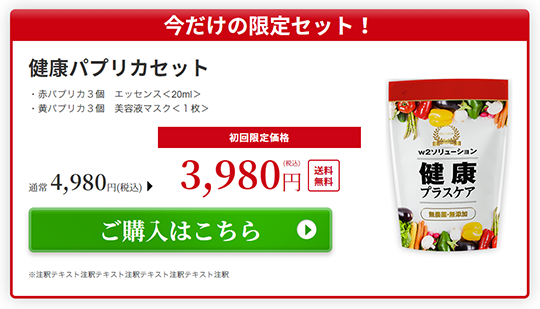 今だけの限定セット！
健康パプリカセット
・赤パプリカ３個　エッセンス＜20ml＞
・黄パプリカ３個　美容液マスク＜１枚＞
初回限定価格
通常 4,980円(税込)
3,980円(税込)
送料無料
ご購入はこちら
※注釈テキスト注釈テキスト注釈テキスト注釈テキスト注釈
w2ソリューション
健康
プラスケア
無農薬・無添加